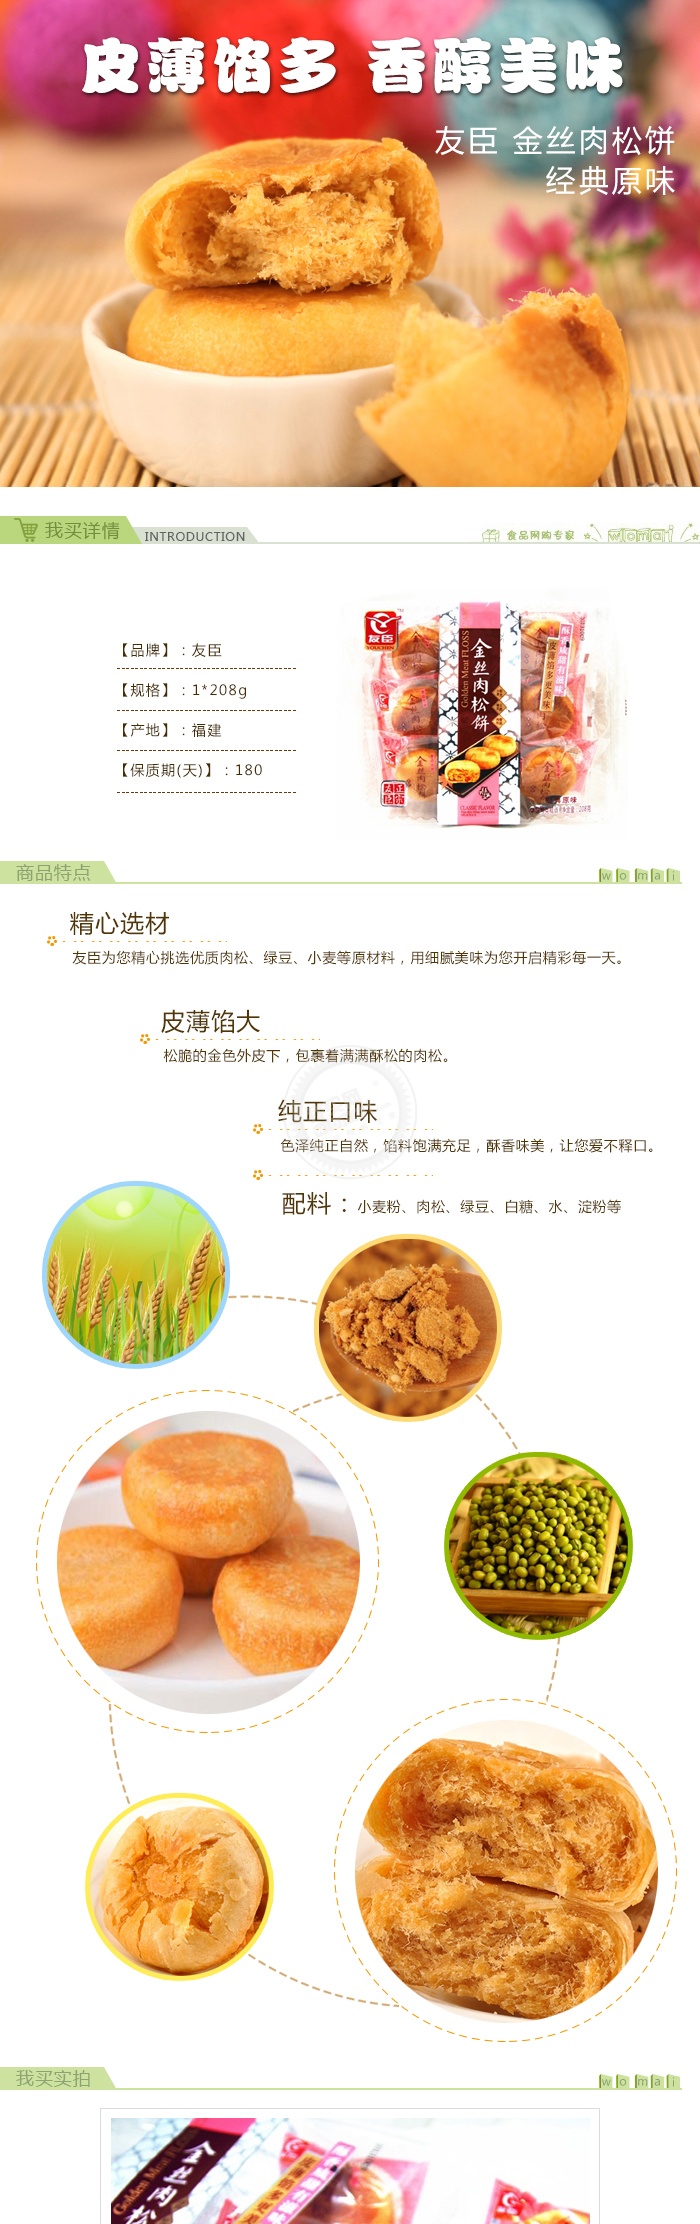 皮薄馅多 香醇美味
友臣 金丝肉松饼
经典原味
我买详情
INTRODUCTION
食品网购专家
womai
【品牌】：友臣
【规格】：1*208g
【产地】：福建
【保质期(天)】：180
友臣
YOUCHEN
金丝肉松饼
Golden Meat FLOSS
皮薄馅多更美味
CLASSIC FLAVOR
商品特点
womai
精心选材
友臣为您精心挑选优质肉松、绿豆、小麦等原材料，用细腻美味为您开启精彩每一天。
皮薄馅大
松脆的金色外皮下，包裹着满满酥松的肉松。
纯正口味
色泽纯正自然，馅料饱满充足，酥香味美，让您爱不释口。
配料：小麦粉、肉松、绿豆、白糖、水、淀粉等
我买实拍
womai
金丝肉松
Golden Meat